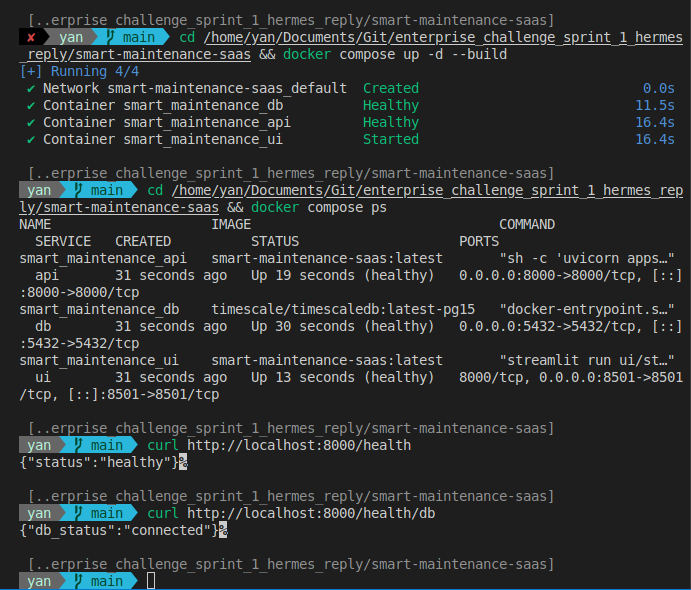 [..erprise_challenge_sprint_1_hermes_reply/smart-maintenance-saas]
✘ yan main cd /home/yan/Documents/Git/enterprise_challenge_sprint_1_hermes
_reply/smart-maintenance-saas && docker compose up -d --build
[+] Running 4/4
✔ Network smart-maintenance-saas_default Created 0.0s
✔ Container smart_maintenance_db Healthy 11.5s
✔ Container smart_maintenance_api Healthy 16.4s
✔ Container smart_maintenance_ui Started 16.4s
[..erprise_challenge_sprint_1_hermes_reply/smart-maintenance-saas]
yan main cd /home/yan/Documents/Git/enterprise_challenge_sprint_1_hermes_rep
ly/smart-maintenance-saas && docker compose ps
NAME IMAGE COMMAND
SERVICE CREATED STATUS PORTS
smart_maintenance_api smart-maintenance-saas:latest "sh -c 'uvicorn apps…"
api 31 seconds ago Up 19 seconds (healthy) 0.0.0.0:8000->8000/tcp, [::]
:8000->8000/tcp
smart_maintenance_db timescale/timescaledb:latest-pg15 "docker-entrypoint.s…"
db 31 seconds ago Up 30 seconds (healthy) 0.0.0.0:5432->5432/tcp, [::]
:5432->5432/tcp
smart_maintenance_ui smart-maintenance-saas:latest "streamlit run ui/st…"
ui 31 seconds ago Up 13 seconds (healthy) 8000/tcp, 0.0.0.0:8501->8501
/tcp, [::]:8501->8501/tcp
[..erprise_challenge_sprint_1_hermes_reply/smart-maintenance-saas]
yan main curl http://localhost:8000/health
{"status":"healthy"}%
[..erprise_challenge_sprint_1_hermes_reply/smart-maintenance-saas]
yan main curl http://localhost:8000/health/db
{"db_status":"connected"}%
[..erprise_challenge_sprint_1_hermes_reply/smart-maintenance-saas]
yan main